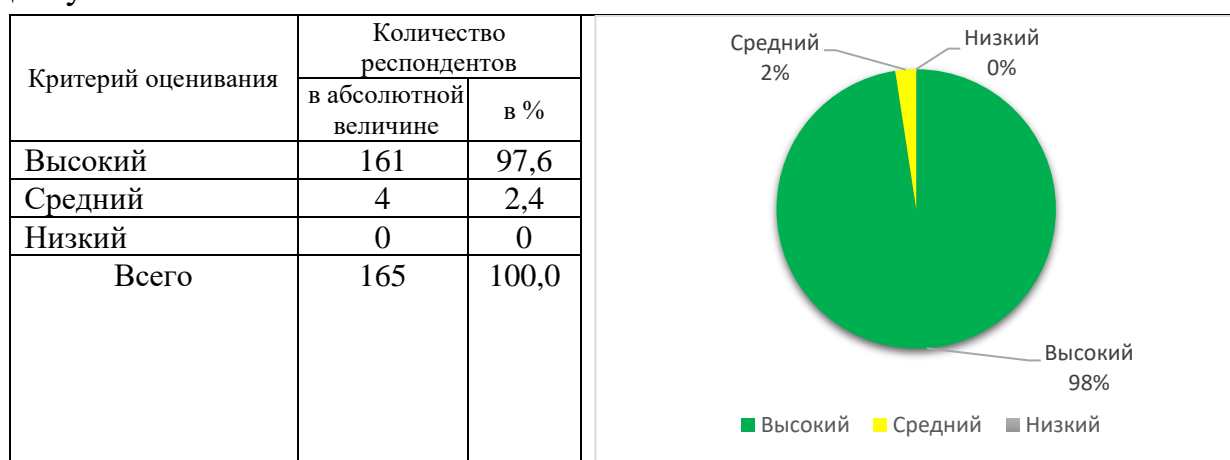 Критерий оценивания
Количество
респондентов
в абсолютной
величине
в %
Высокий 161 97,6
Средний 4 2,4
Низкий 0 0
Всего 165 100,0
Средний
2%
Низкий
0%
Высокий
98%
Высокий Средний Низкий